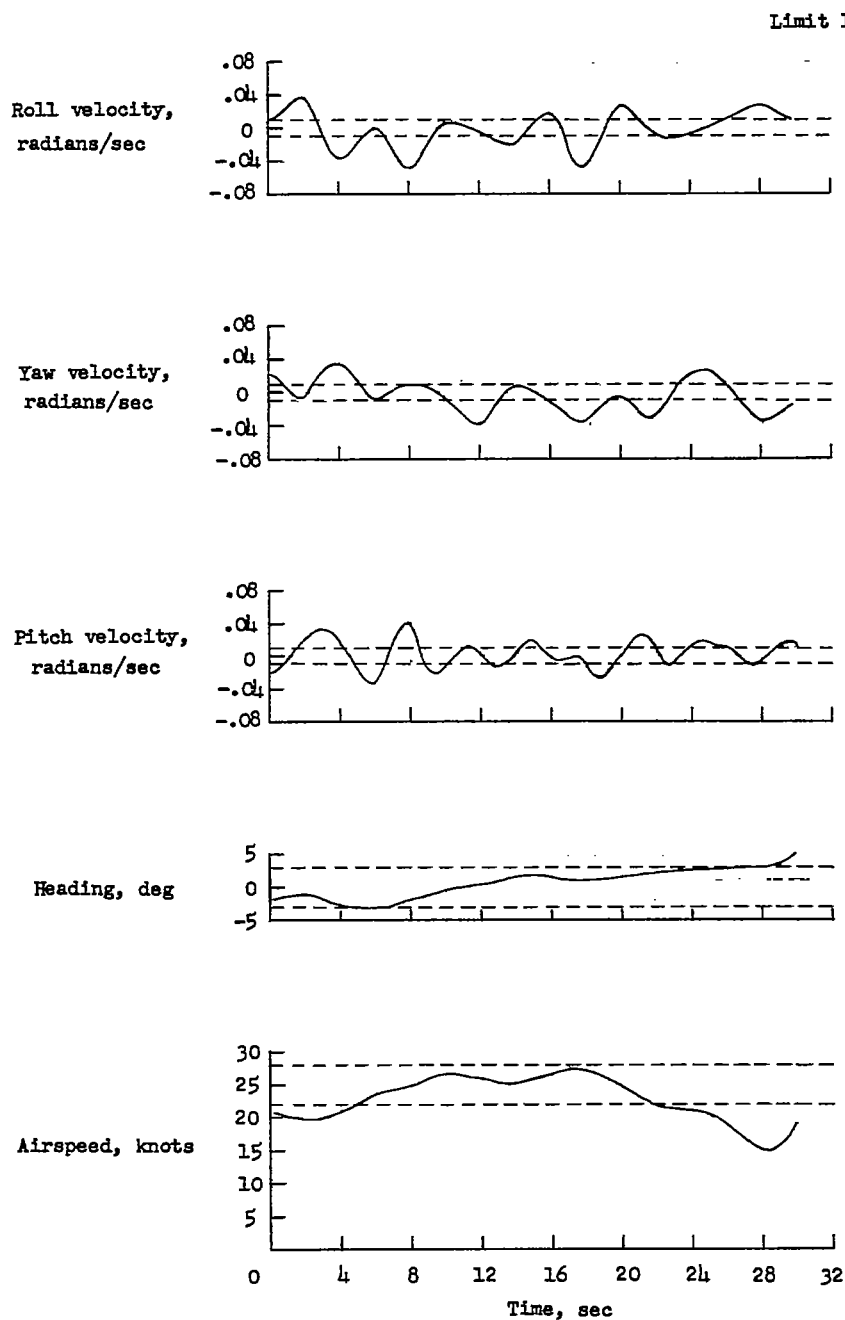 Limit
.08
.04
0
-.04
-.08
Roll velocity,
radians/sec
.08
.04
0
-.04
-.08
Yaw velocity,
radians/sec
.08
.04
0
-.04
-.08
Pitch velocity,
radians/sec
5
0
-5
Heading, deg
30
25
20
15
10
5
Airspeed, knots
0 4 8 12 16 20 24 28 32
Time, sec